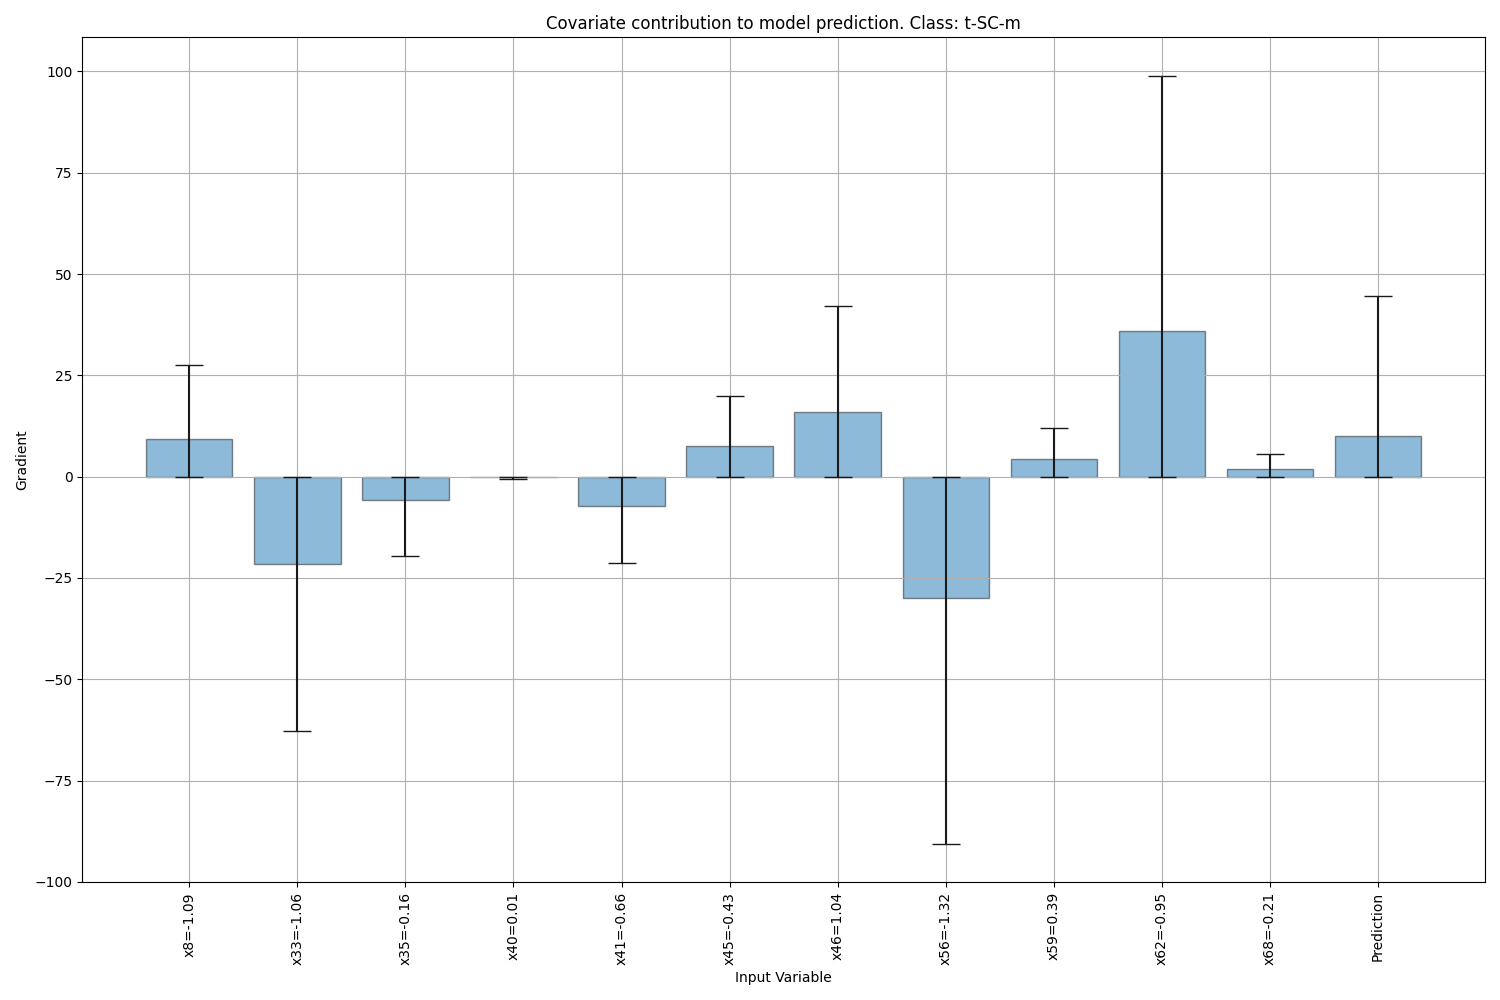 Covariate contribution to model prediction. Class: t-SC-m
Gradient
100
75
50
25
0
−25
−50
−75
−100
x8=-1.09
x33=-1.06
x35=-0.16
x40=0.01
x41=-0.66
x45=-0.43
x46=1.04
x56=-1.32
x59=0.39
x62=-0.95
x68=-0.21
Prediction
Input Variable